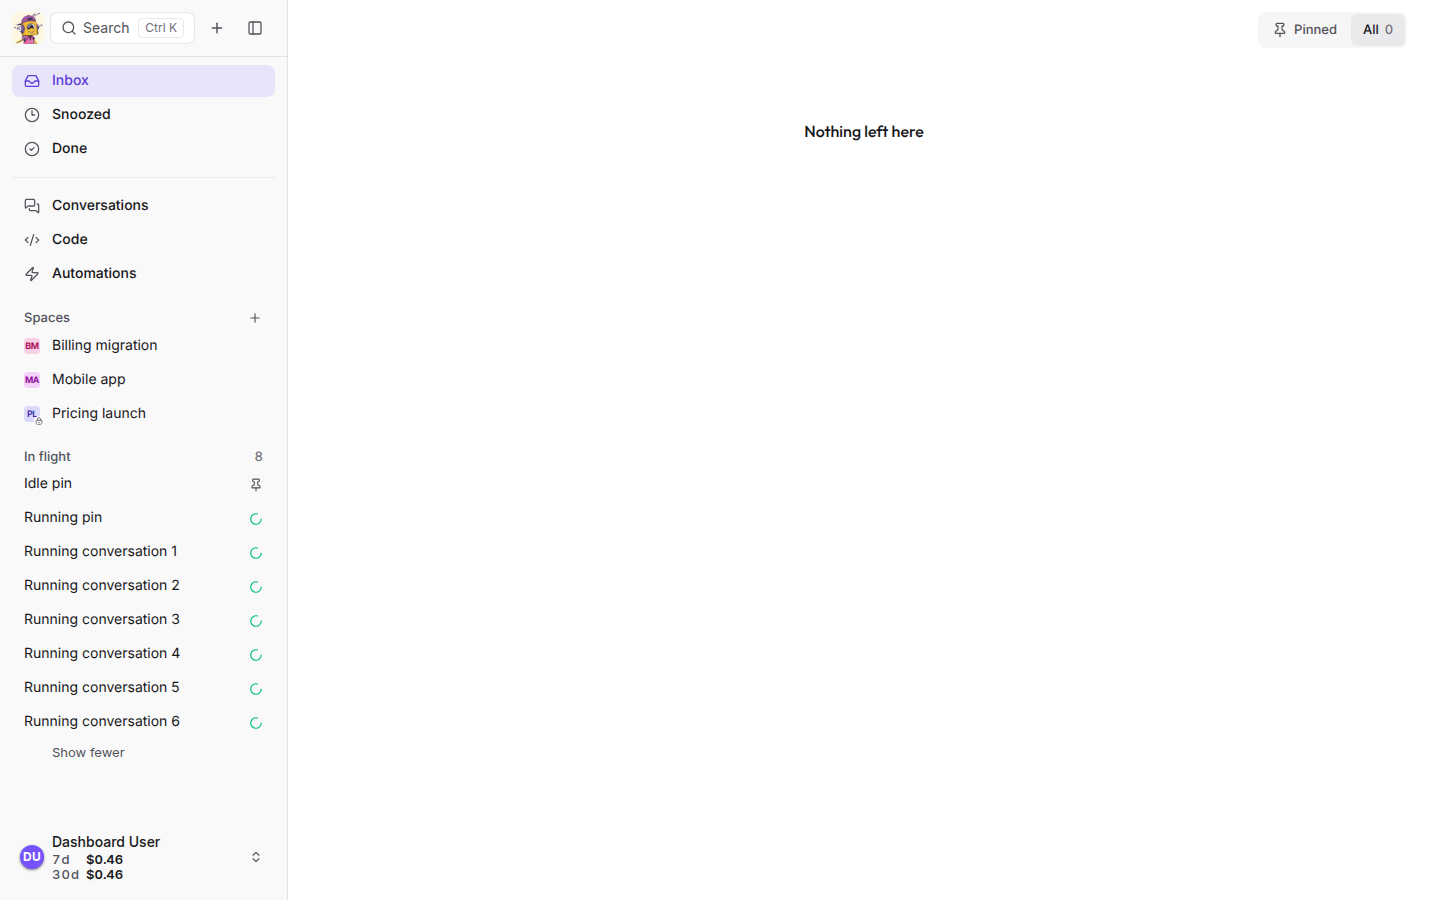 Search Ctrl K
Pinned All 0
Inbox
Snoozed
Done
Conversations
Code
Automations
Spaces
BM Billing migration
MA Mobile app
PL Pricing launch
In flight 8
Idle pin
Running pin
Running conversation 1
Running conversation 2
Running conversation 3
Running conversation 4
Running conversation 5
Running conversation 6
Show fewer
DU Dashboard User
7d $0.46
30d $0.46
Nothing left here